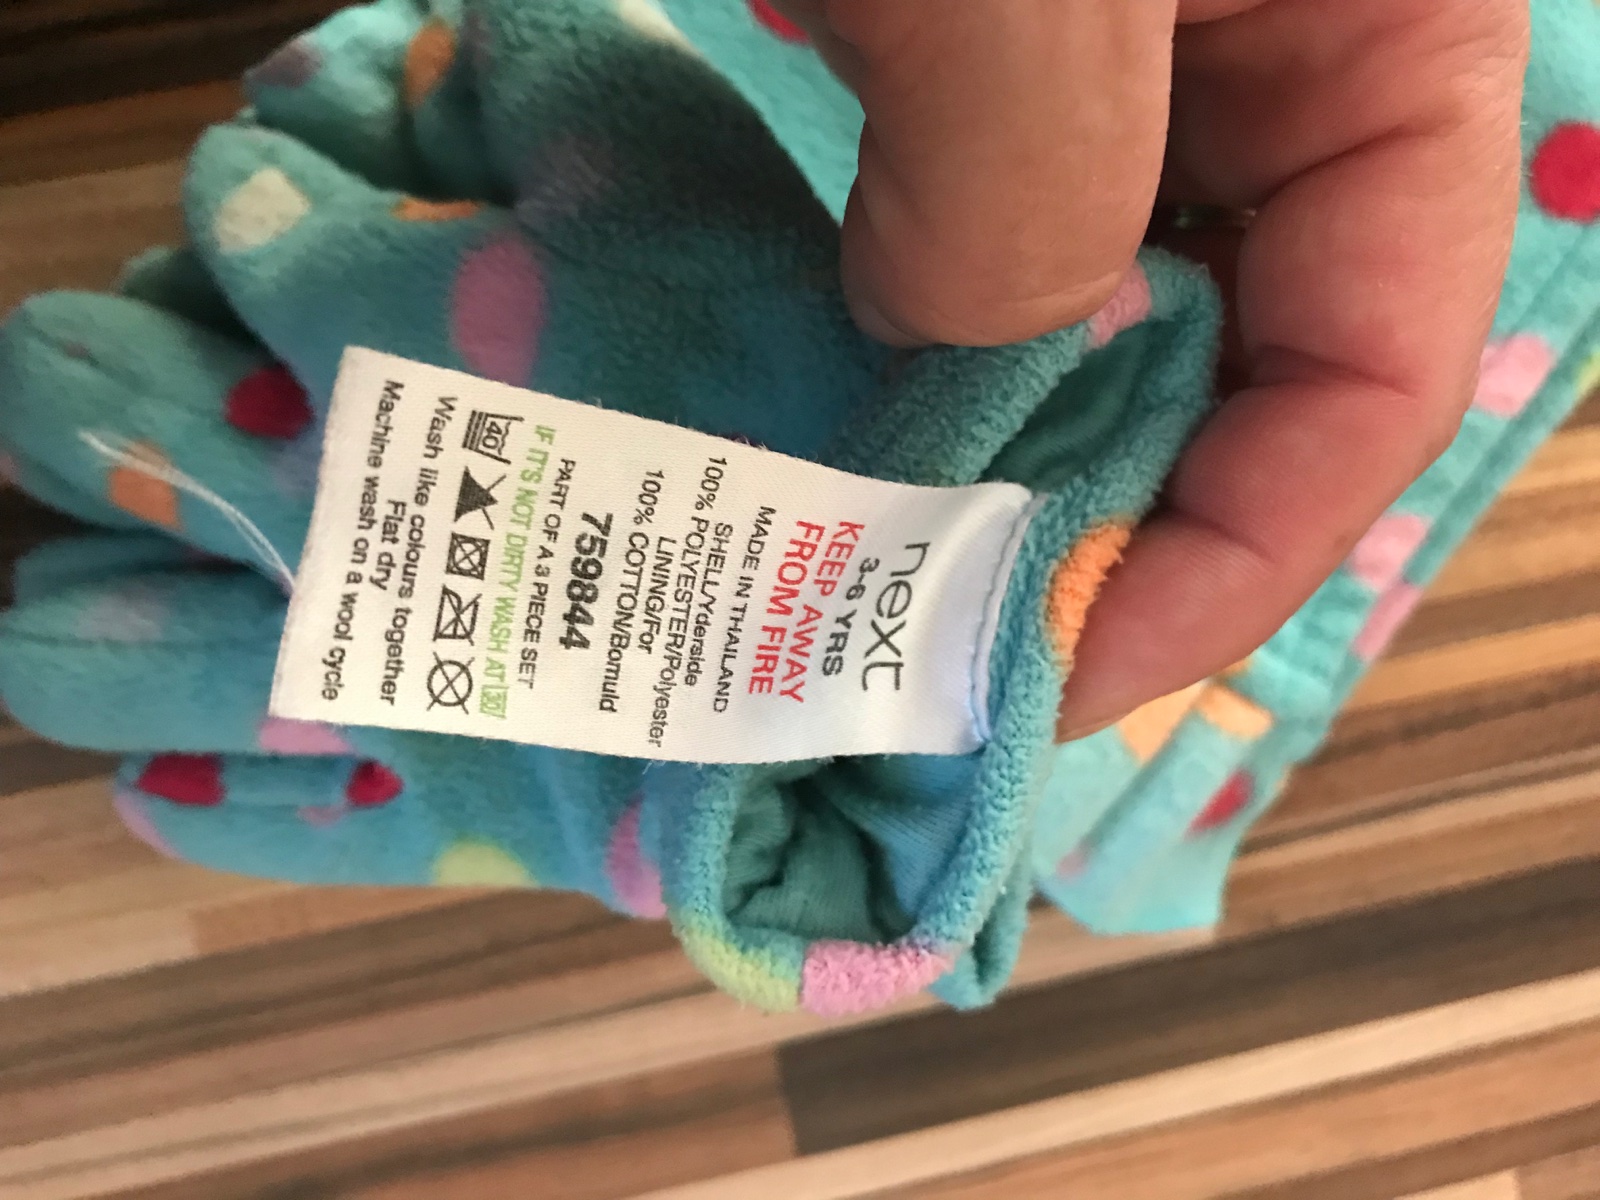 next
3-6 YRS
KEEP AWAY
FROM FIRE
MADE IN THAILAND
SHELL/Yderside
100% POLYESTER/Polyester
LINING/For
100% COTTON/Bomuld
759844
PART OF A 3 PIECE SET
IF IT'S NOT DIRTY WASH AT 30
40
Wash like colours together
Flat dry
Machine wash on a wool cycle